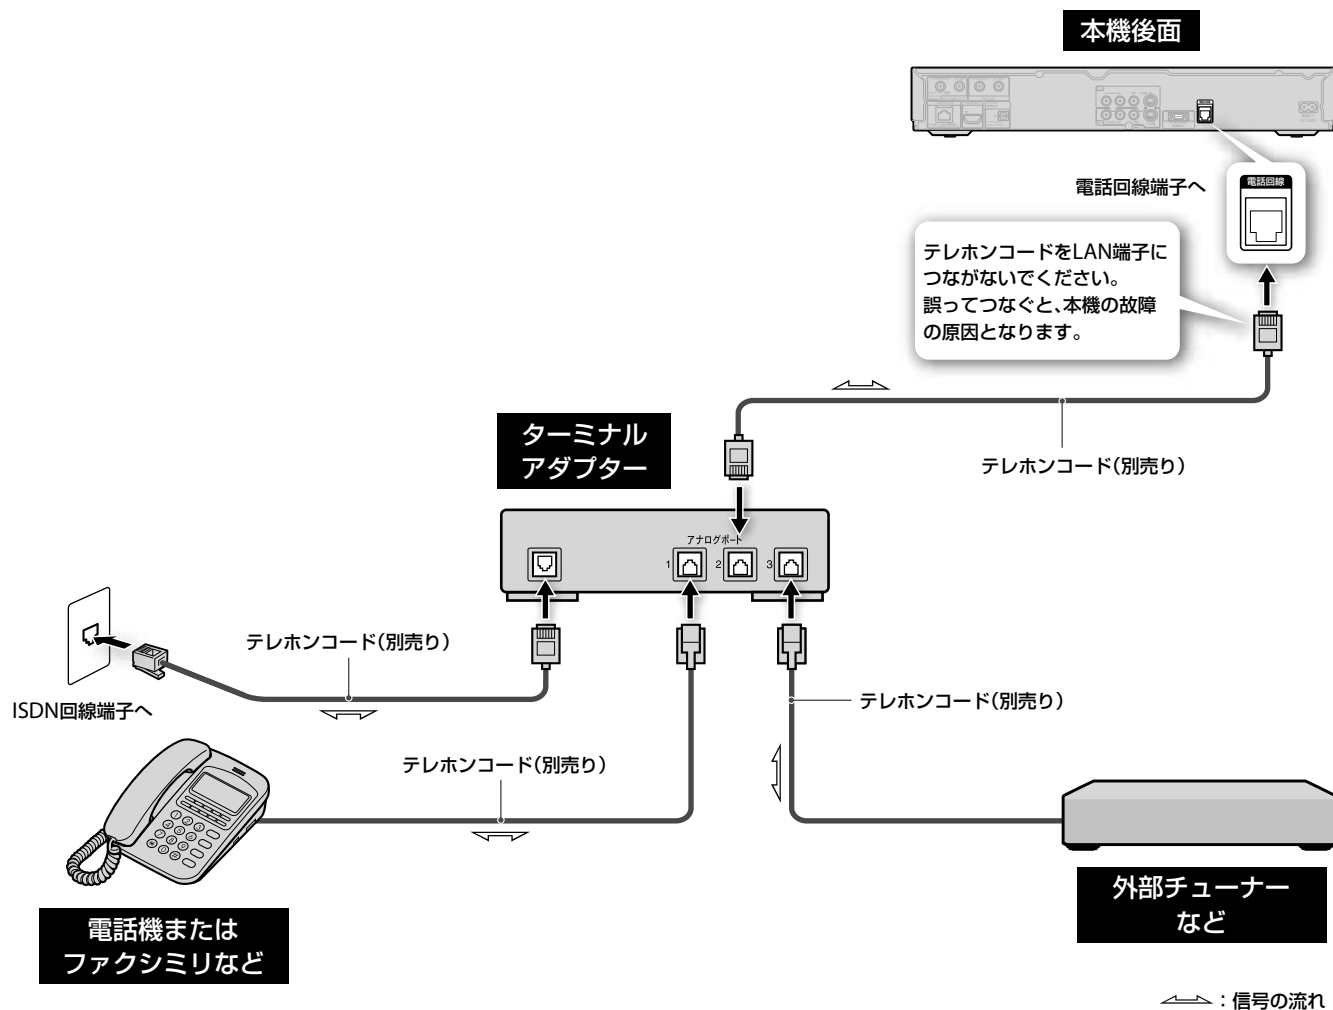 本機後面
電話回線端子へ
電話回線
テレホンコードをLAN端子に
つながないでください。
誤ってつなぐと、本機の故障
の原因となります。
ターミナル
アダプター
テレホンコード(別売り)
アナログポート
1 2 3
テレホンコード(別売り)
ISDN回線端子へ
テレホンコード(別売り)
テレホンコード(別売り)
電話機または
ファクシミリなど
外部チューナー
など
:信号の流れ